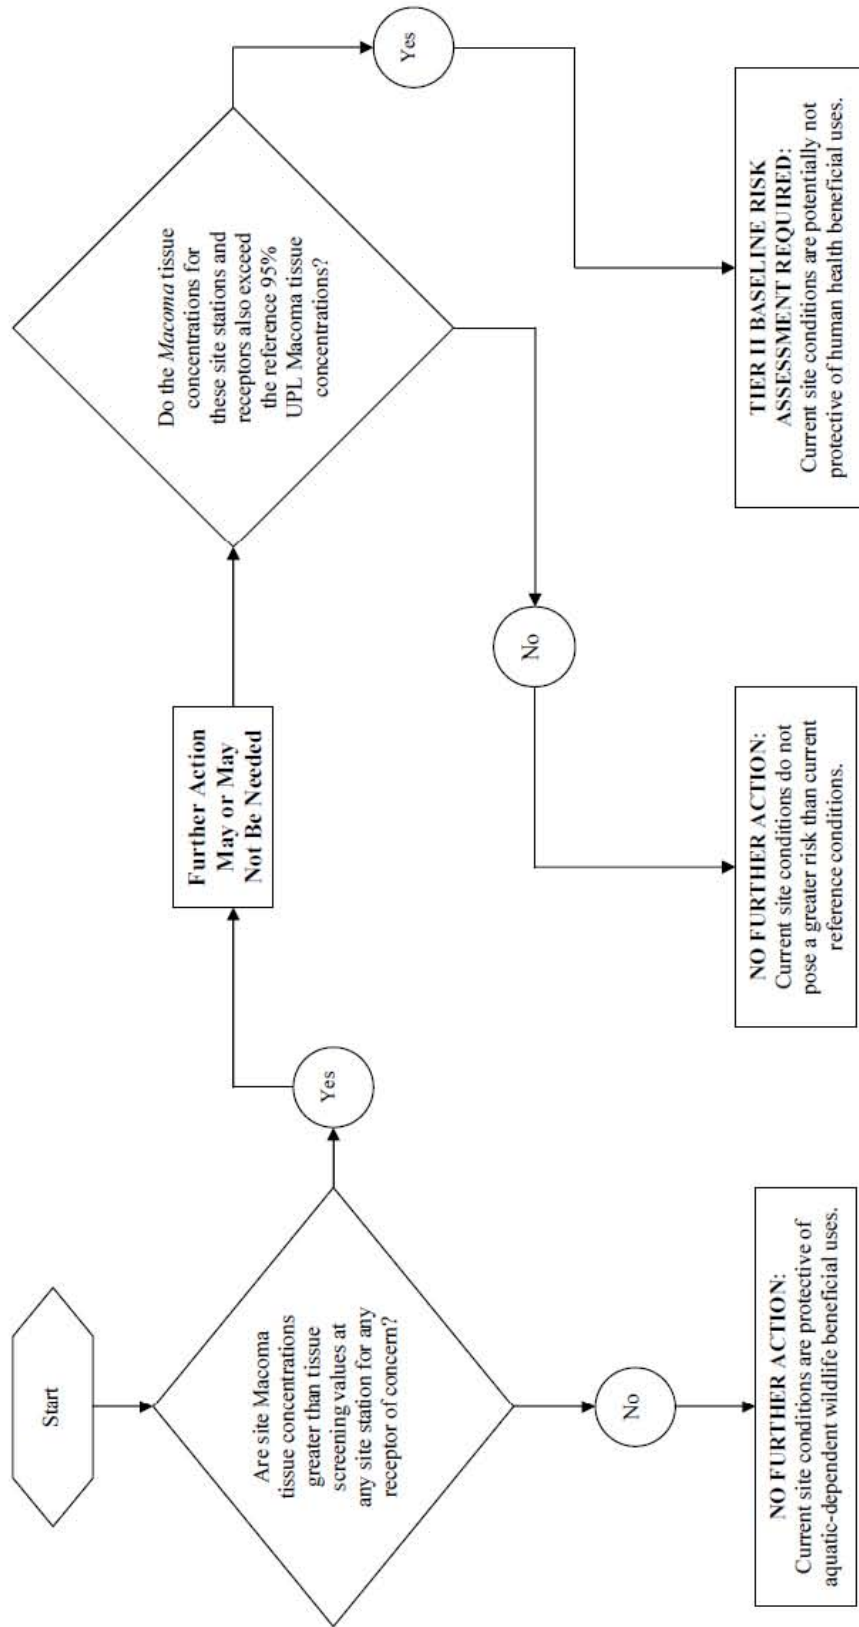 Start
Are site Macoma
tissue concentrations
greater than tissue
screening values at
any site station for any
receptor of concern?
No
NO FURTHER ACTION:
Current site conditions are protective of
aquatic-dependent wildlife beneficial uses.
Yes
Further Action
May or May
Not Be Needed
Do the Macoma tissue
concentrations for
these site stations and
receptors also exceed
the reference 95%
UPL Macoma tissue
concentrations?
No
NO FURTHER ACTION:
Current site conditions do not
pose a greater risk than current
reference conditions.
Yes
TIER II BASELINE RISK
ASSESSMENT REQUIRED:
Current site conditions are potentially not
protective of human health beneficial uses.